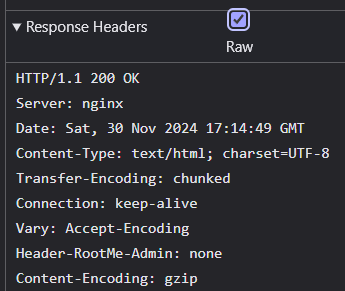 Response Headers
Raw
HTTP/1.1 200 OK
Server: nginx
Date: Sat, 30 Nov 2024 17:14:49 GMT
Content-Type: text/html; charset=UTF-8
Transfer-Encoding: chunked
Connection: keep-alive
Vary: Accept-Encoding
Header-RootMe-Admin: none
Content-Encoding: gzip